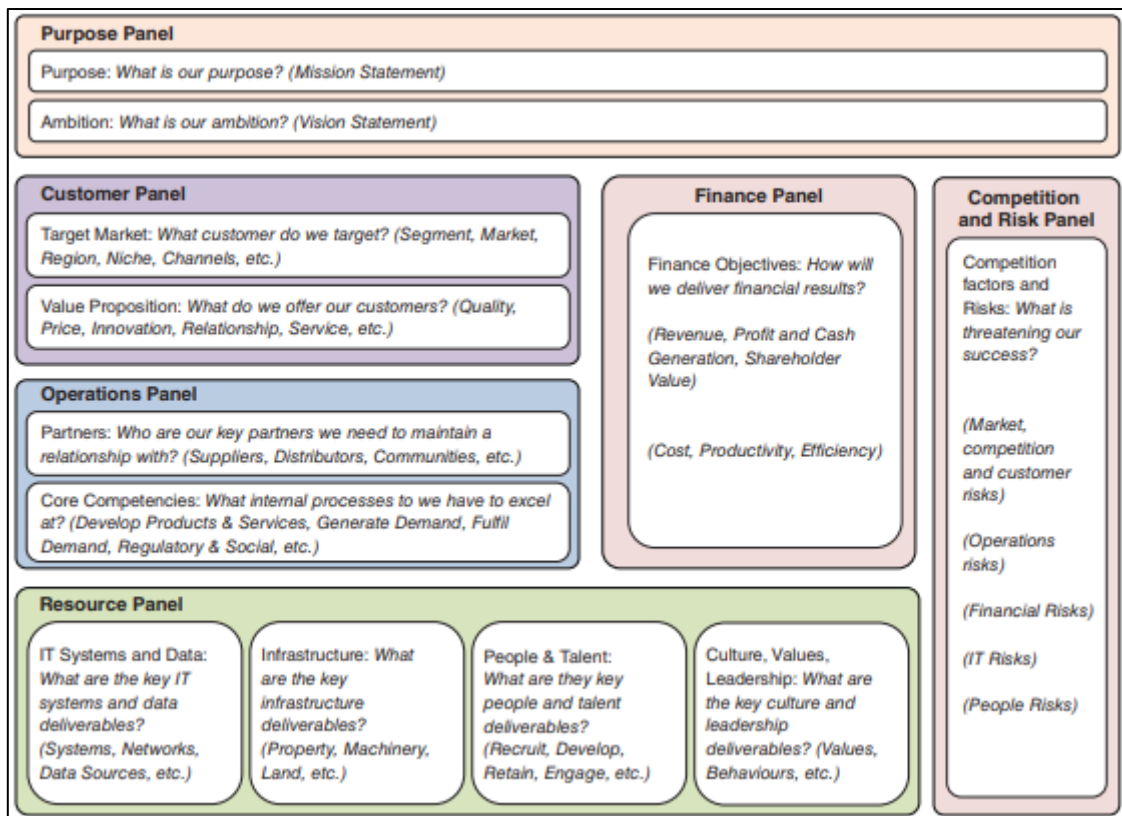 Purpose Panel
Purpose: What is our purpose? (Mission Statement)
Ambition: What is our ambition? (Vision Statement)
Customer Panel
Target Market: What customer do we target? (Segment, Market,
Region, Niche, Channels, etc.)
Value Proposition: What do we offer our customers? (Quality,
Price, Innovation, Relationship, Service, etc.)
Operations Panel
Partners: Who are our key partners we need to maintain a
relationship with? (Suppliers, Distributors, Communities, etc.)
Core Competencies: What internal processes to we have to excel
at? (Develop Products & Services, Generate Demand, Fulfil
Demand, Regulatory & Social, etc.)
Finance Panel
Finance Objectives: How will
we deliver financial results?
(Revenue, Profit and Cash
Generation, Shareholder
Value)
(Cost, Productivity, Efficiency)
Competition
and Risk Panel
Competition
factors and
Risks: What is
threatening our
success?
(Market,
competition
and customer
risks)
(Operations
risks)
(Financial Risks)
(IT Risks)
(People Risks)
Resource Panel
IT Systems and Data:
What are the key IT
systems and data
deliverables?
(Systems, Networks,
Data Sources, etc.)
Infrastructure: What
are the key
infrastructure
deliverables?
(Property, Machinery,
Land, etc.)
People & Talent:
What are they key
people and talent
deliverables?
(Recruit, Develop,
Retain, Engage, etc.)
Culture, Values,
Leadership: What are
the key culture and
leadership
deliverables? (Values,
Behaviours, etc.)